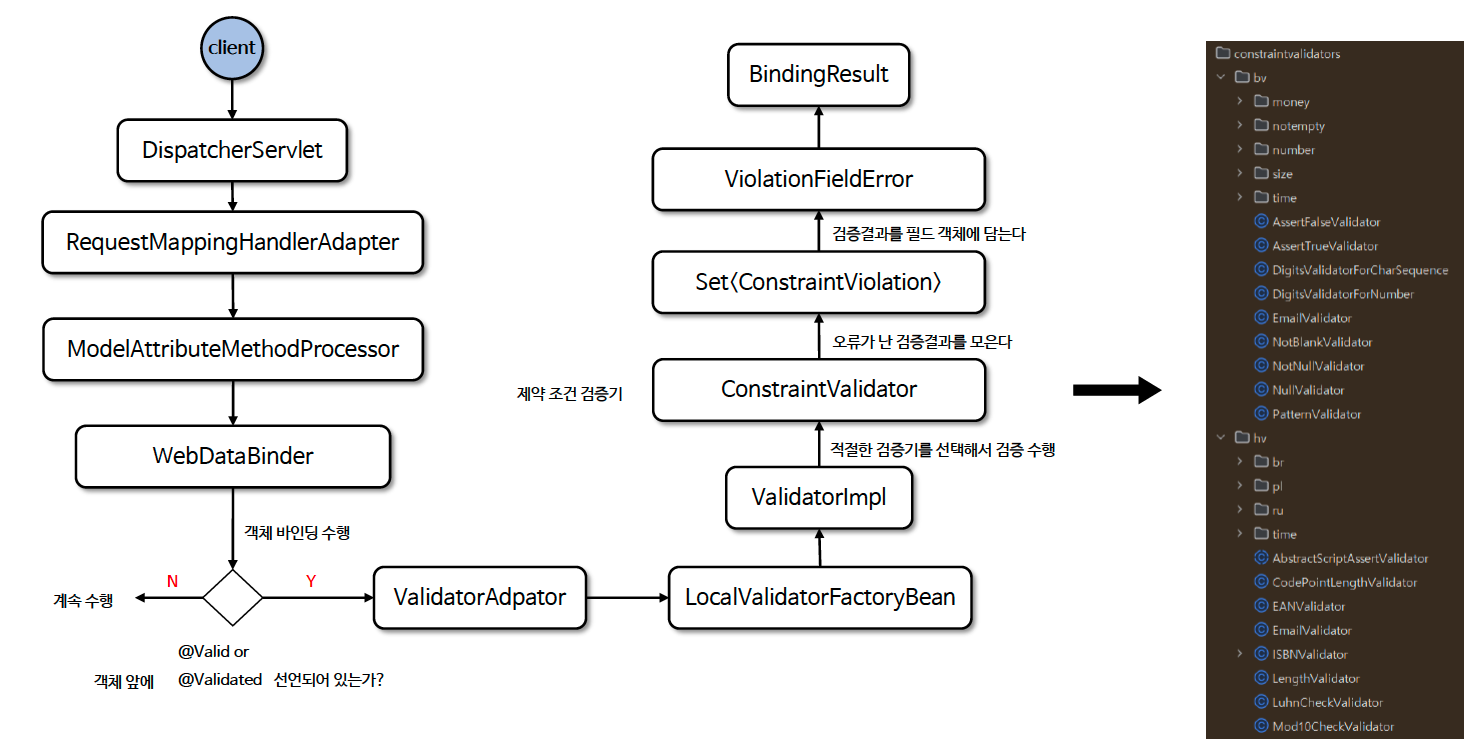 client
DispatcherServlet
RequestMappingHandlerAdapter
ModelAttributeMethodProcessor
WebDataBinder
객체 바인딩 수행
N
Y
계속 수행
@Valid or
객체 앞에 @Validated 선언되어 있는가?
ValidatorAdpator
LocalValidatorFactoryBean
ValidatorImpl
적절한 검증기를 선택해서 검증 수행
제약 조건 검증기
ConstraintValidator
오류가 난 검증결과를 모은다
Set<ConstraintViolation>
검증결과를 필드 객체에 담는다
ViolationFieldError
BindingResult
constraintvalidators
bv
money
notempty
number
size
time
AssertFalseValidator
AssertTrueValidator
DigitsValidatorForCharSequence
DigitsValidatorForNumber
EmailValidator
NotBlankValidator
NotNullValidator
NullValidator
PatternValidator
hv
br
pl
ru
time
AbstractScriptAssertValidator
CodePointLengthValidator
EANValidator
EmailValidator
ISBNValidator
LengthValidator
LuhnCheckValidator
Mod10CheckValidator